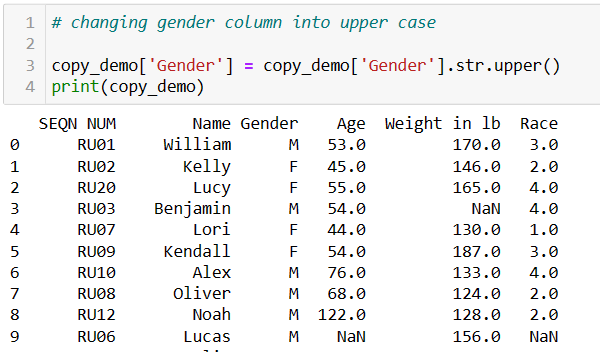 1 # changing gender column into upper case
2
3 copy_demo['Gender'] = copy_demo['Gender'].str.upper()
4 print(copy_demo)
SEQN NUM Name Gender Age Weight in lb Race
0 RU01 William M 53.0 170.0 3.0
1 RU02 Kelly F 45.0 146.0 2.0
2 RU20 Lucy F 55.0 165.0 4.0
3 RU03 Benjamin M 54.0 NaN 4.0
4 RU07 Lori F 44.0 130.0 1.0
5 RU09 Kendall F 54.0 187.0 3.0
6 RU10 Alex M 76.0 133.0 4.0
7 RU08 Oliver M 68.0 124.0 2.0
8 RU12 Noah M 122.0 128.0 2.0
9 RU06 Lucas M NaN 156.0 NaN